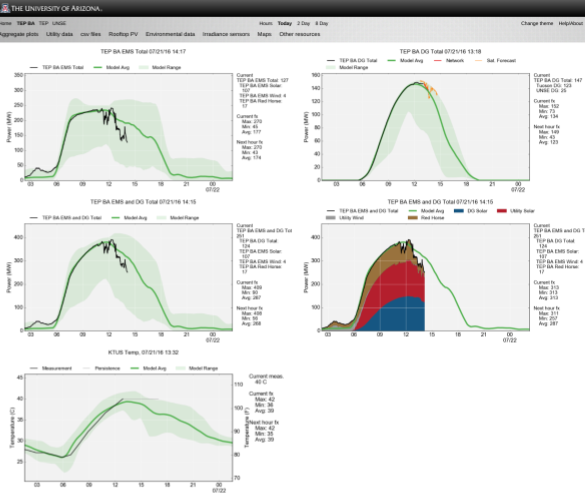 THE UNIVERSITY OF ARIZONA.
Home TEP BA TEP UNSE Hours Today 2 Day 8 Day Change theme Help/About
Aggregate plots Utility data csv files Rooftop PV Environmental data Irradiance sensors Maps Other Resources
TEP BA EMS Total 07/21/16 14:17
TEP BA EMS Total Model Avg Model Range
Power (MW)
350
300
250
200
150
100
50
0
03 06 09 12 15 18 21 00
07/22
Current
TEP BA EMS Total: 127
TEP BA EMS Solar:
107
TEP BA EMS Wind: 4
TEP BA Red Horse:
17
Current fx
Max: 270
Min: 45
Avg: 177
Next hour fx
Max: 270
Min: 43
Avg: 174
TEP BA DG Total 07/21/16 13:18
TEP BA DG Total Model Avg Network Sat. Forecast
Model Range
Power (MW)
160
140
120
100
80
60
40
20
0
03 06 09 12 15 18 21 00
07/22
Current
TEP BA DG Total: 147
Tucson DG: 123
UNSE DG: 25
Current fx
Max: 152
Min: 73
Avg: 134
Next hour fx
Max: 149
Min: 43
Avg: 123
TEP BA EMS and DG Total 07/21/16 14:15
TEP BA EMS and DG Total Model Avg Model Range
Power (MW)
400
300
200
100
0
03 06 09 12 15 18 21 00
07/22
Current
TEP BA EMS and DG Tot
251
TEP BA DG Total:
124
TEP BA EMS Solar:
107
TEP BA EMS Wind: 4
TEP BA Red Horse:
17
Current fx
Max: 409
Min: 90
Avg: 287
Next hour fx
Max: 408
Min: 90
Avg: 268
TEP BA EMS and DG Total 07/21/16 14:15
TEP BA EMS and DG Total Model Avg DG Solar Utility Solar
Utility Wind Red Horse
Power (MW)
400
300
200
100
0
03 06 09 12 15 18 21 00
07/22
Current
TEP BA EMS and DG T
251
TEP BA DG Total:
124
TEP BA EMS Solar:
107
TEP BA EMS Wind: 4
TEP BA Red Horse:
17
Current fx
Max: 313
Min: 313
Avg: 313
Next hour fx
Max: 311
Min: 257
Avg: 287
KTUS Temp. 07/21/16 13:32
Measurement Persistence Model Avg Model Range
Temperature (C)
45
40
35
30
25
03 06 09 12 15 18 21 00
07/22
110
100
90
80
70
Temperature (F)
Current meas.
40 C
Current fx
Max: 42
Min: 36
Avg: 39
Next hour fx
Max: 42
Min: 35
Avg: 39